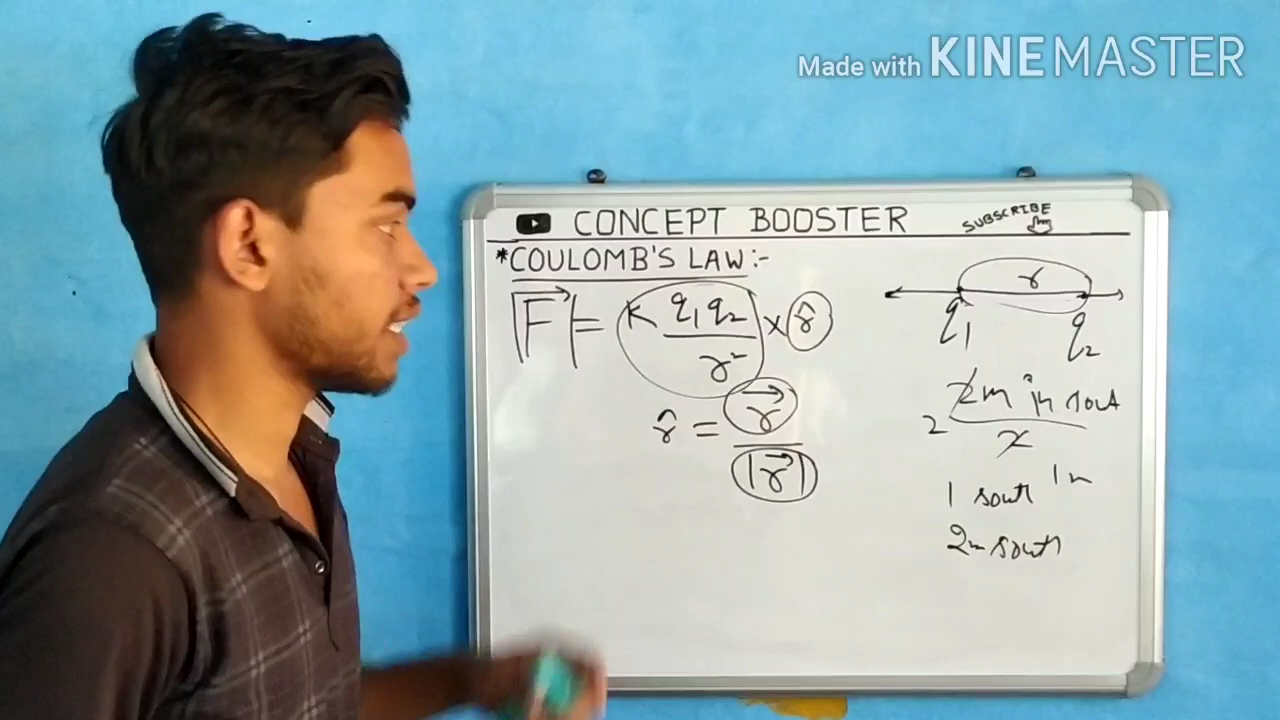 Made with KINEMASTER
CONCEPT BOOSTER
SUBSCRIBE
*COULOMB'S LAW:-
|F⃗| = K q₁q₂ / r² × r̂
r̂ = r⃗ / |r⃗|
r
q₁
q₂
2m in
2
1 south 1m
2m south